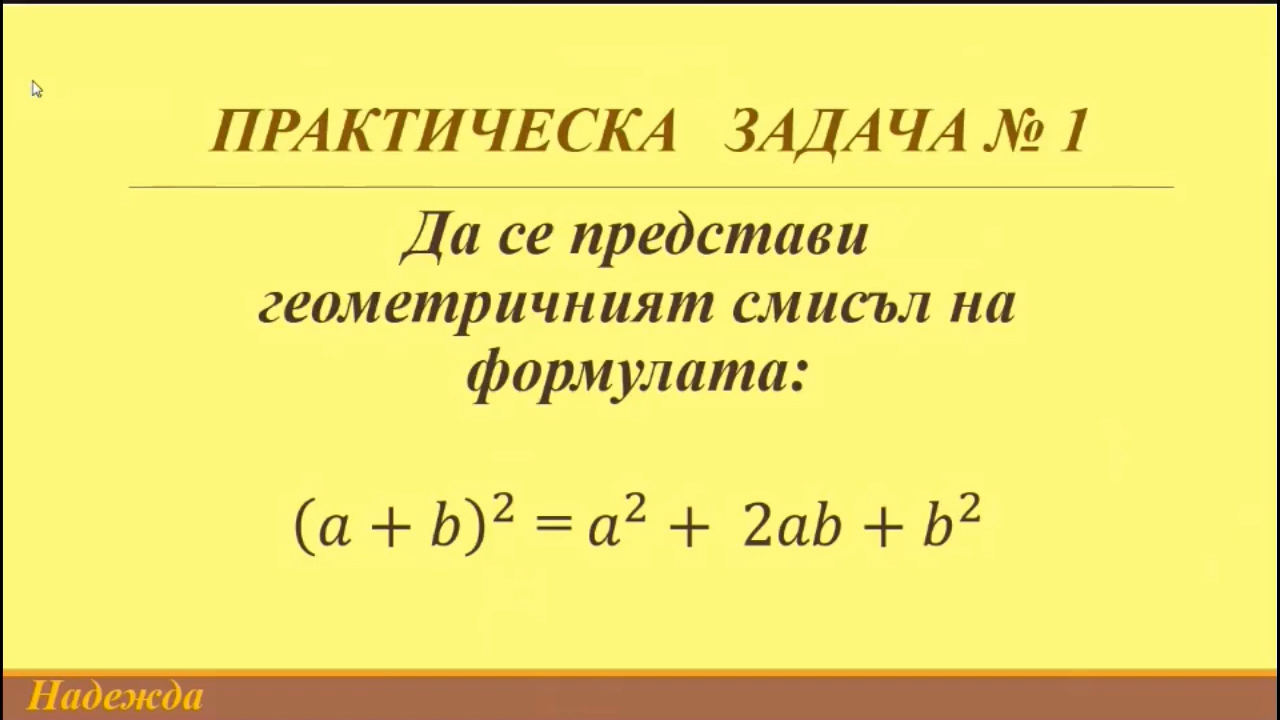 ПРАКТИЧЕСКА ЗАДАЧА № 1
Да се представи
геометричният смисъл на
формулата:
(a + b)² = a² + 2ab + b²
Надежда